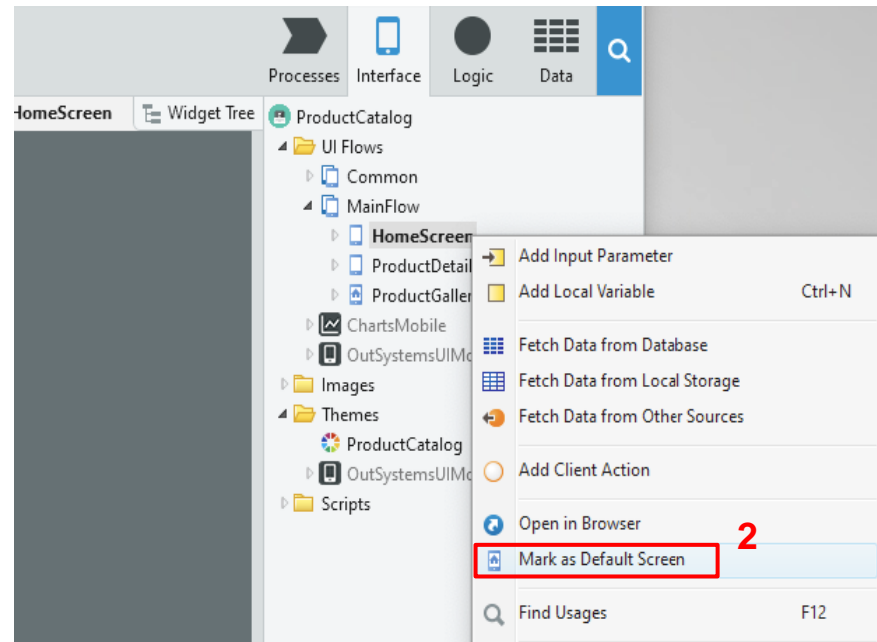 Processes Interface Logic Data
HomeScreen Widget Tree
ProductCatalog
UI Flows
Common
MainFlow
HomeScreen
ProductDetail
ProductGaller
ChartsMobile
OutSystemsUIMo
Images
Themes
ProductCatalog
OutSystemsUIMo
Scripts
Add Input Parameter
Add Local Variable Ctrl+N
Fetch Data from Database
Fetch Data from Local Storage
Fetch Data from Other Sources
Add Client Action
Open in Browser
2
Mark as Default Screen
Find Usages F12